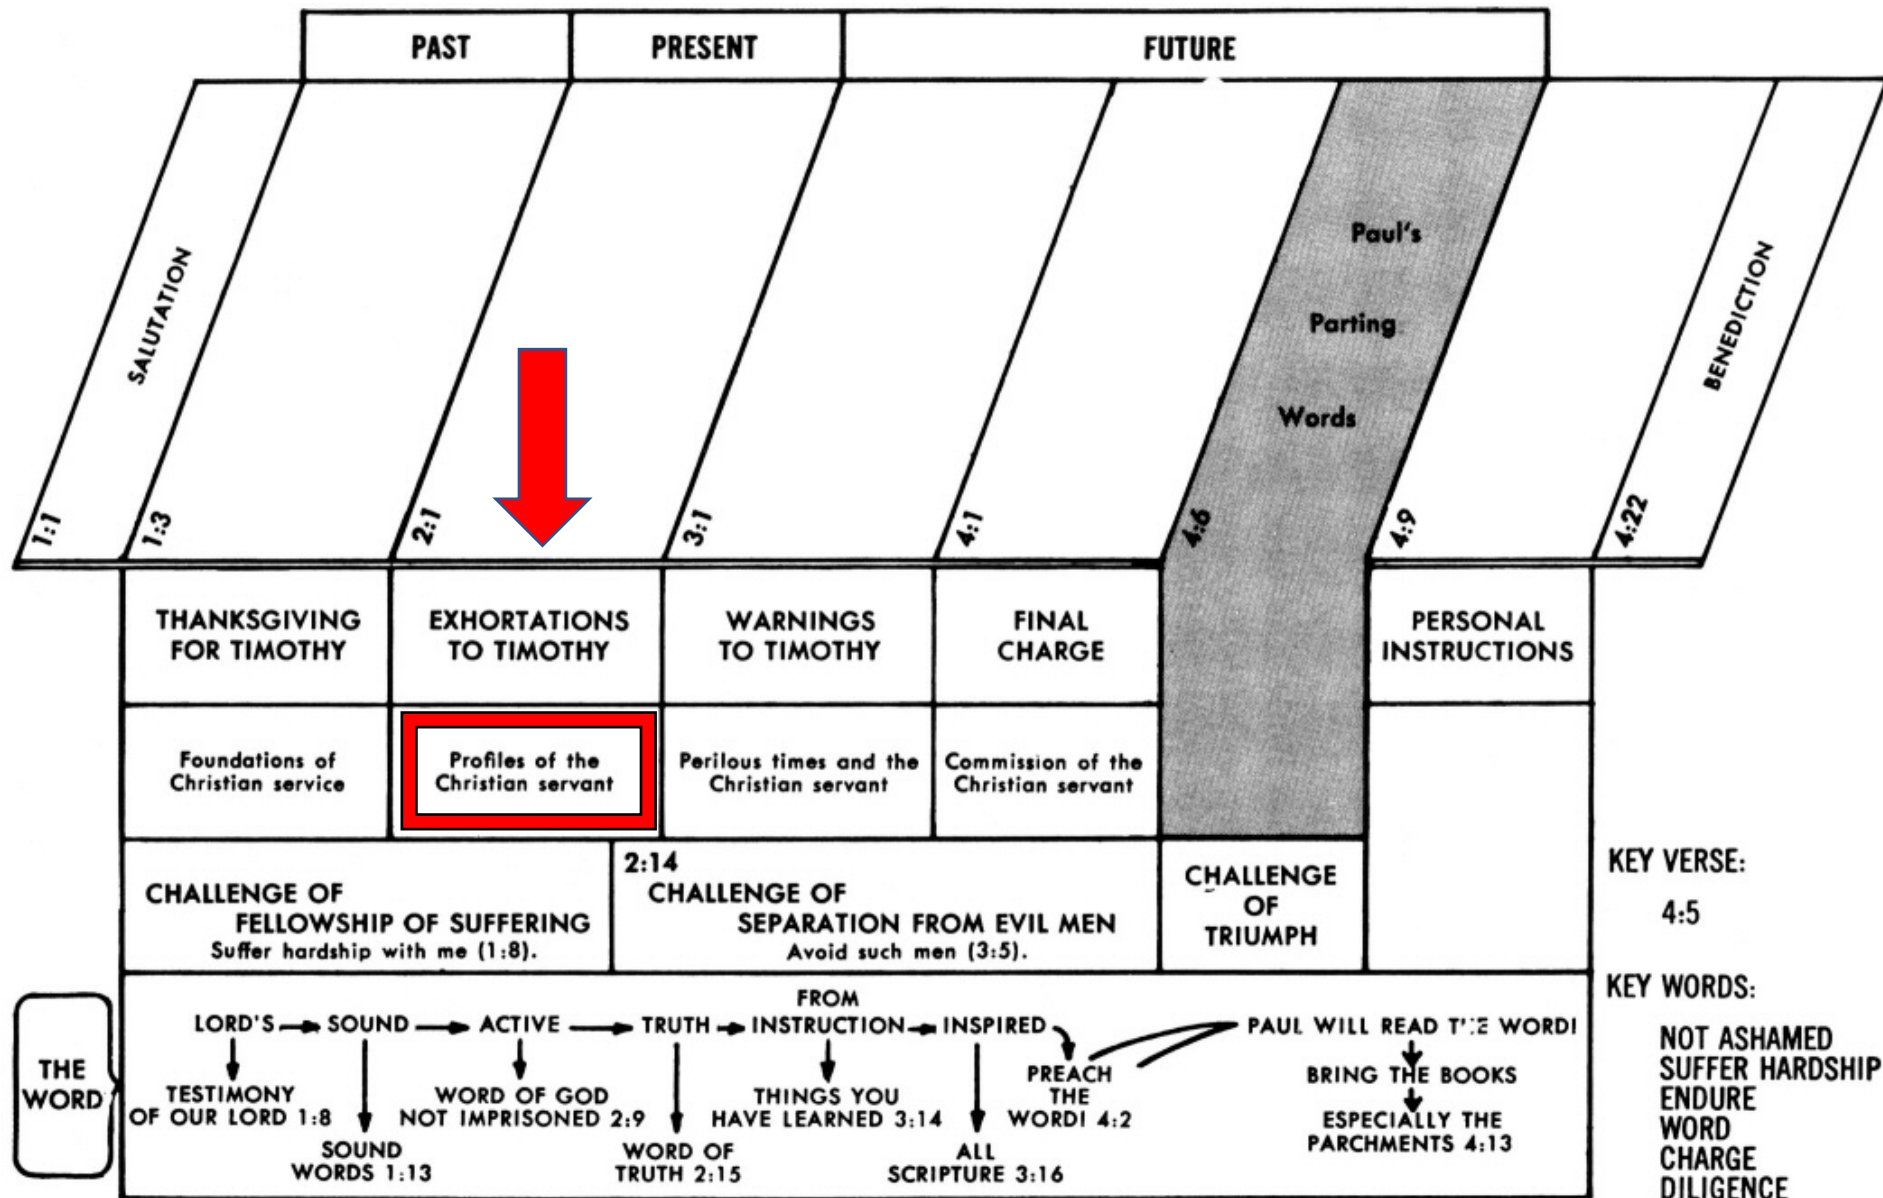 PAST PRESENT FUTURE
SALUTATION
Paul's
Parting
Words
BENEDICTION
1:1 1:3 2:1 3:1 4:1 4:6 4:9 4:22
THANKSGIVING
FOR TIMOTHY
EXHORTATIONS
TO TIMOTHY
WARNINGS
TO TIMOTHY
FINAL
CHARGE
PERSONAL
INSTRUCTIONS
Foundations of
Christian service
Profiles of the
Christian servant
Perilous times and the
Christian servant
Commission of the
Christian servant
CHALLENGE OF
FELLOWSHIP OF SUFFERING
Suffer hardship with me (1:8).
2:14
CHALLENGE OF
SEPARATION FROM EVIL MEN
Avoid such men (3:5).
CHALLENGE
OF
TRIUMPH
KEY VERSE:
4:5
THE
WORD
LORD'S
TESTIMONY
OF OUR LORD 1:8
SOUND
SOUND
WORDS 1:13
ACTIVE
WORD OF GOD
NOT IMPRISONED 2:9
TRUTH
WORD OF
TRUTH 2:15
FROM
INSTRUCTION
THINGS YOU
HAVE LEARNED 3:14
INSPIRED
ALL
SCRIPTURE 3:16
PREACH
THE
WORD! 4:2
PAUL WILL READ THE WORD!
BRING THE BOOKS
ESPECIALLY THE
PARCHMENTS 4:13
KEY WORDS:
NOT ASHAMED
SUFFER HARDSHIP
ENDURE
WORD
CHARGE
DILIGENCE